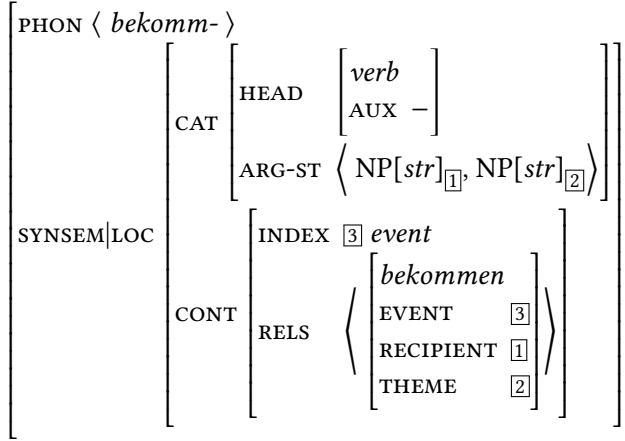 PHON ⟨ bekomm- ⟩
verb
HEAD
AUX −
CAT
ARG-ST ⟨ NP[str]1, NP[str]2 ⟩
SYNSEM|LOC
INDEX 3 event
bekommen
EVENT 3
CONT
RELS ⟨ ⟩
RECIPIENT 1
THEME 2